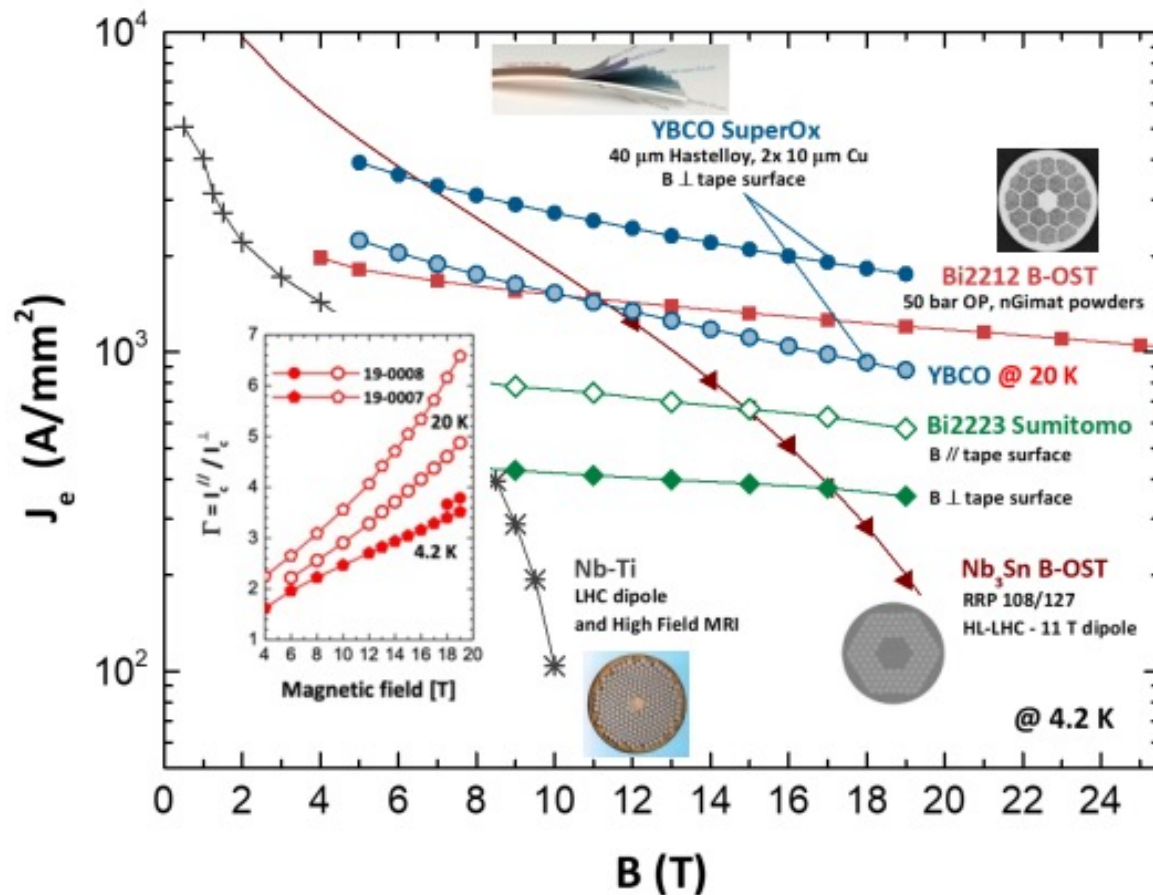 10⁴
10³
10²
Jₑ (A/mm²)
YBCO SuperOx
40 μm Hastelloy, 2x 10 μm Cu
B ⊥ tape surface
Bi2212 B-OST
50 bar OP, nGimat powders
YBCO @ 20 K
Bi2223 Sumitomo
B // tape surface
B ⊥ tape surface
Nb-Ti
LHC dipole
and High Field MRI
Nb₃Sn B-OST
RRP 108/127
HL-LHC - 11 T dipole
@ 4.2 K
7
6
5
4
3
2
1
Γ = I_c^// / I_c^⊥
19-0008
19-0007
20 K
4.2 K
4 6 8 10 12 14 16 18 20
Magnetic field [T]
0 2 4 6 8 10 12 14 16 18 20 22 24
B (T)